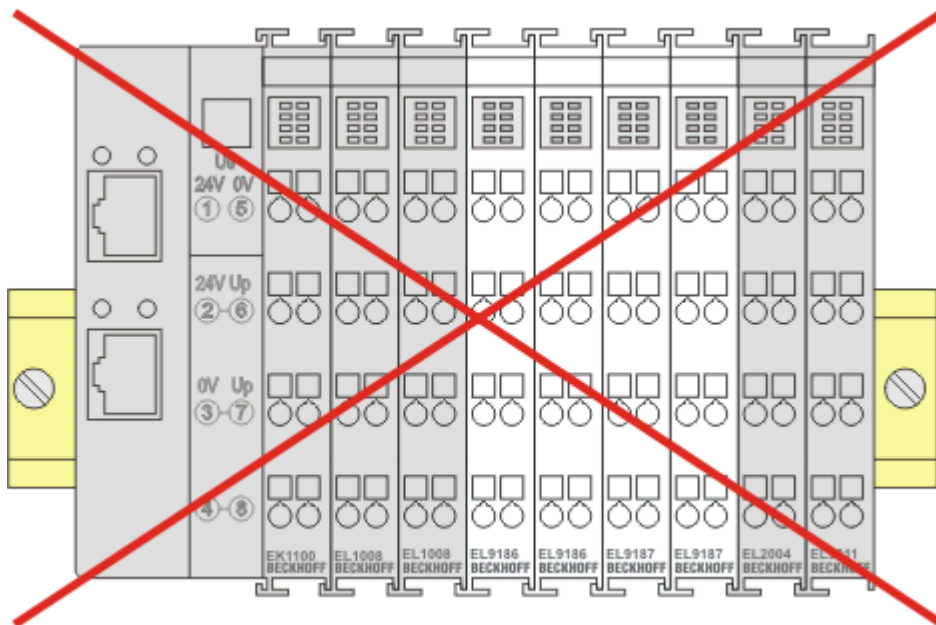 24V 0V
1 5
24V Up
2-6
0V Up
3-7
4-8
EK1100 EL1008 EL1008 EL9186 EL9186 EL9187 EL9187 EL2004
BECKHOFF BECKHOFF BECKHOFF BECKHOFF BECKHOFF BECKHOFF BECKHOFF BECKHOFF BECKHOFF